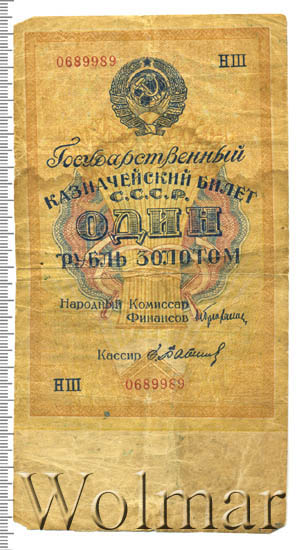 0689989 НШ
Государственный
КАЗНАЧЕЙСКИЙ БИЛЕТ
С.С.С.Р.
ОДИН
РУБЛЬ ЗОЛОТОМ
Народный Комиссар
Финансов
Кассир
НШ 0689989
Wolmar